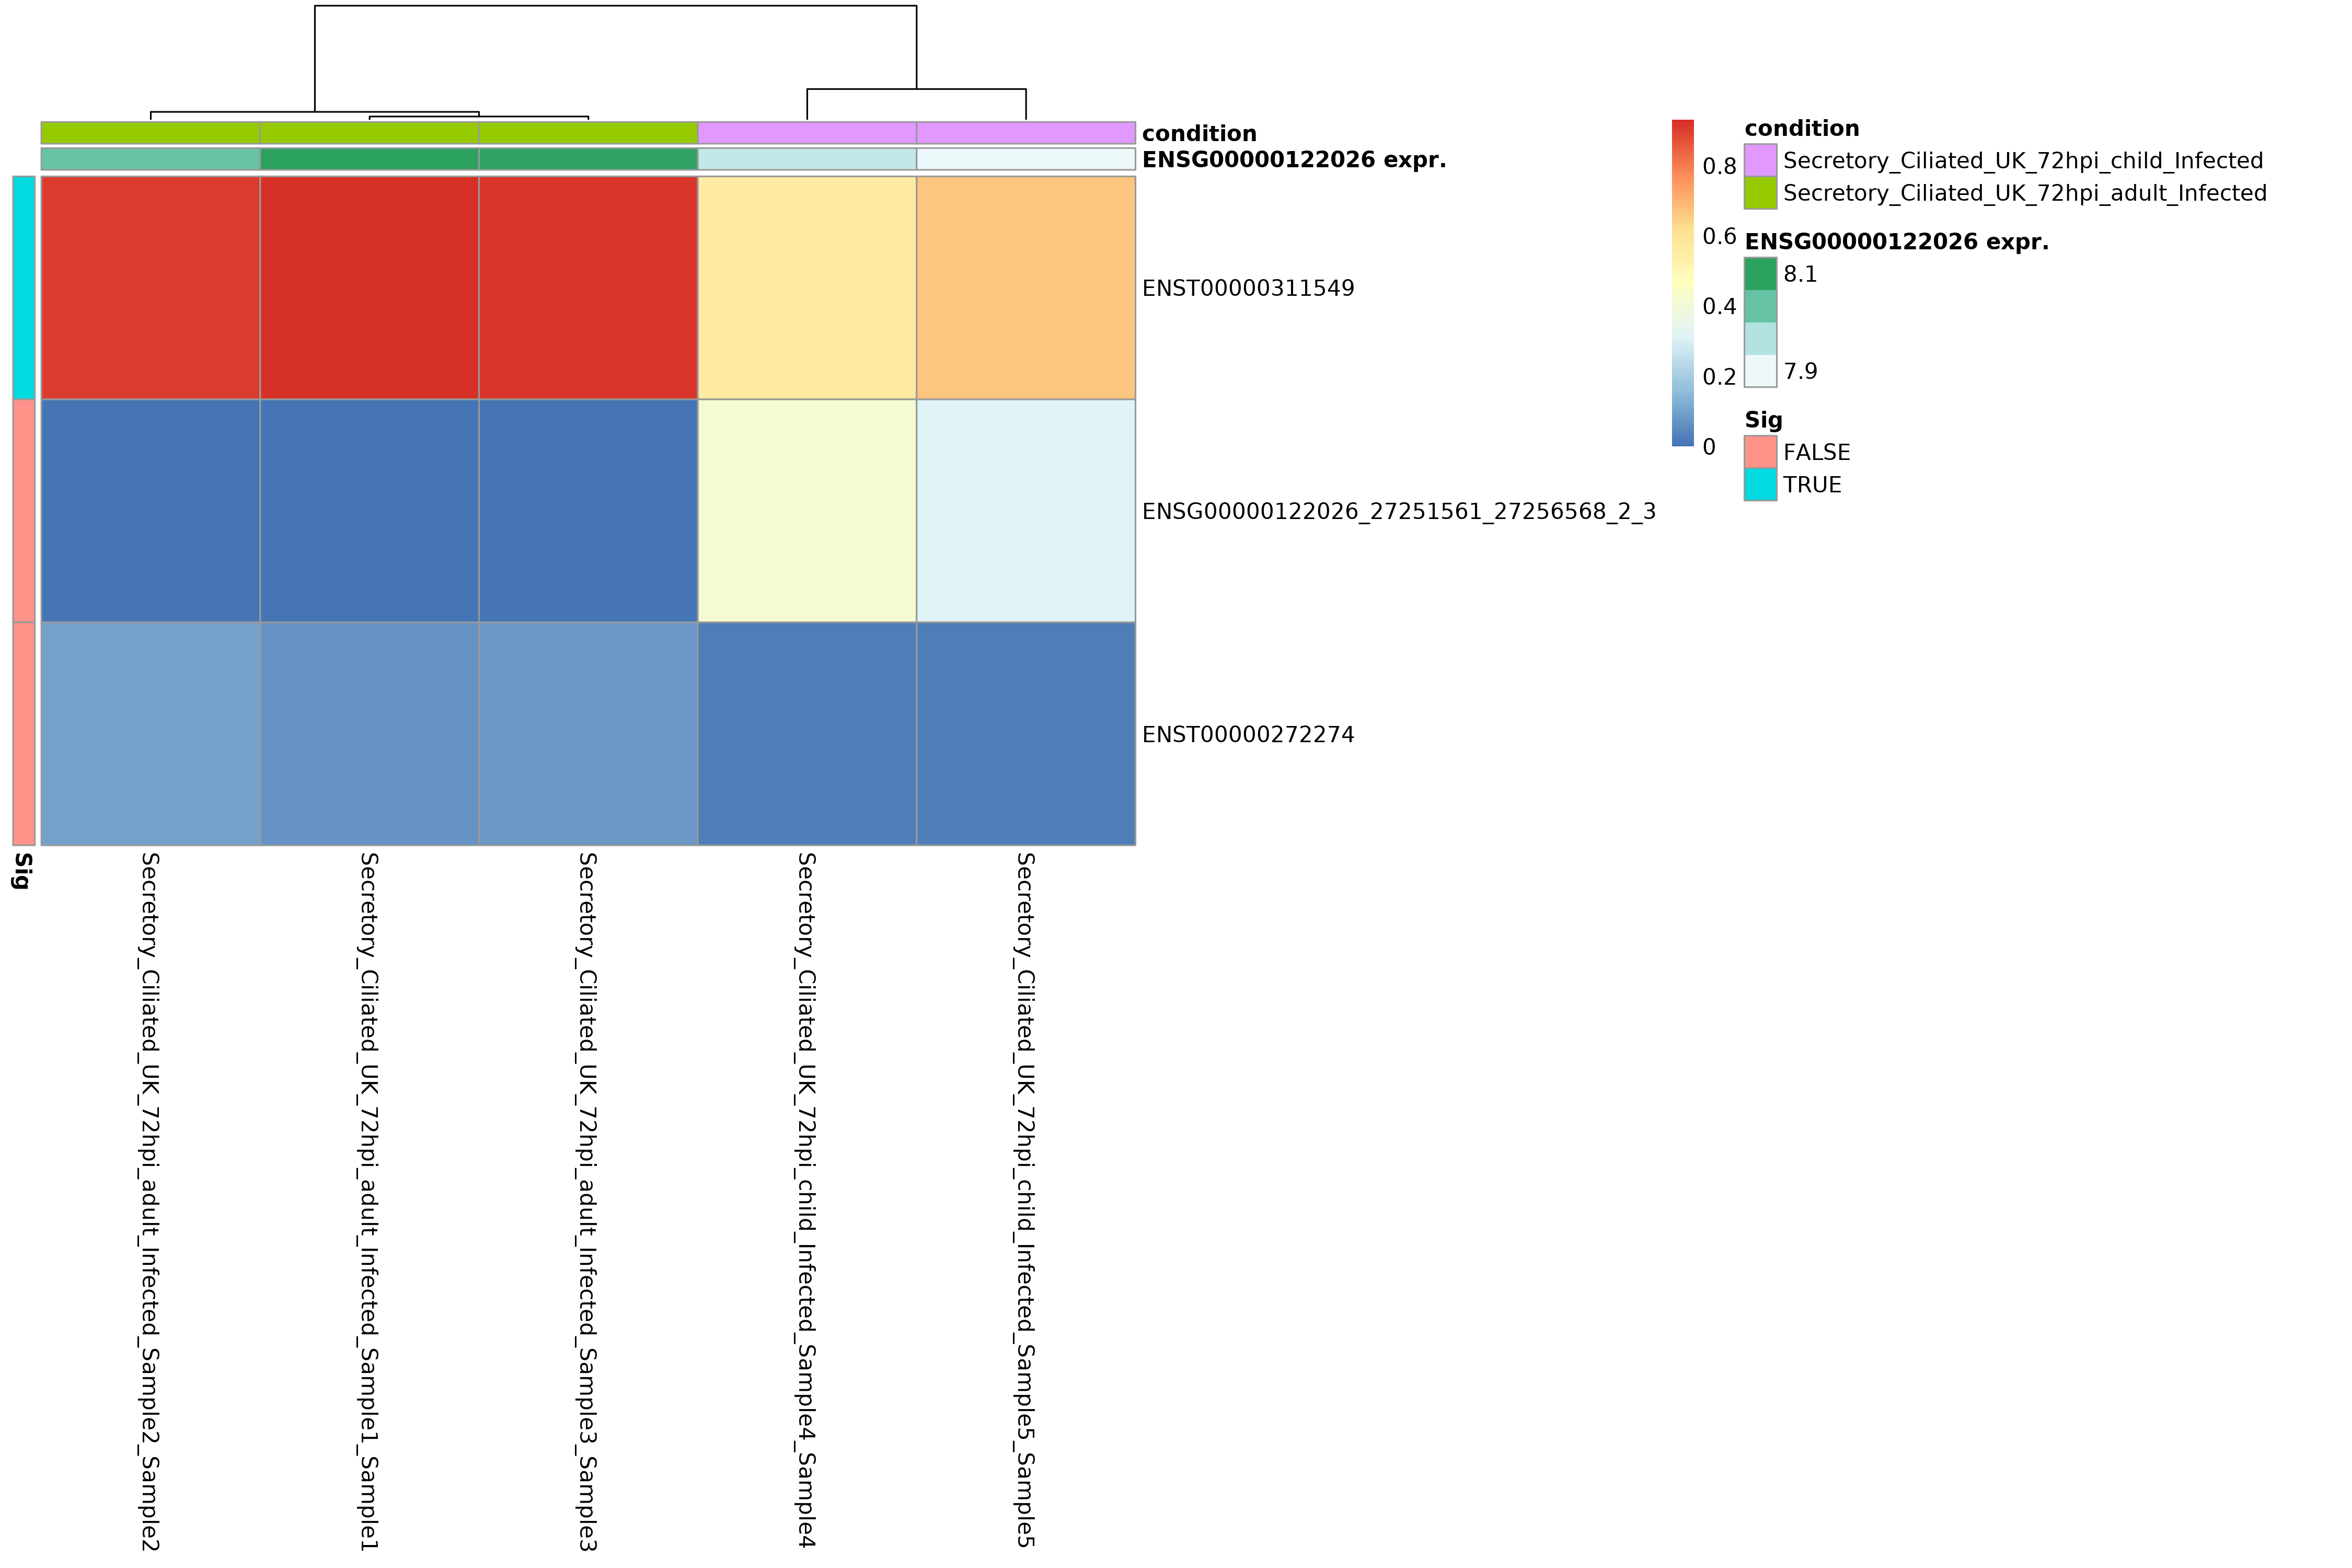 condition
ENSG00000122026 expr.
ENST00000311549
ENSG00000122026_27251561_27256568_2_3
ENST00000272274
Sig
Secretory_Ciliated_UK_72hpi_adult_Infected_Sample2_Sample2
Secretory_Ciliated_UK_72hpi_adult_Infected_Sample1_Sample1
Secretory_Ciliated_UK_72hpi_adult_Infected_Sample3_Sample3
Secretory_Ciliated_UK_72hpi_child_Infected_Sample4_Sample4
Secretory_Ciliated_UK_72hpi_child_Infected_Sample5_Sample5
0.8
0.6
0.4
0.2
0
condition
Secretory_Ciliated_UK_72hpi_child_Infected
Secretory_Ciliated_UK_72hpi_adult_Infected
ENSG00000122026 expr.
8.1
7.9
Sig
FALSE
TRUE